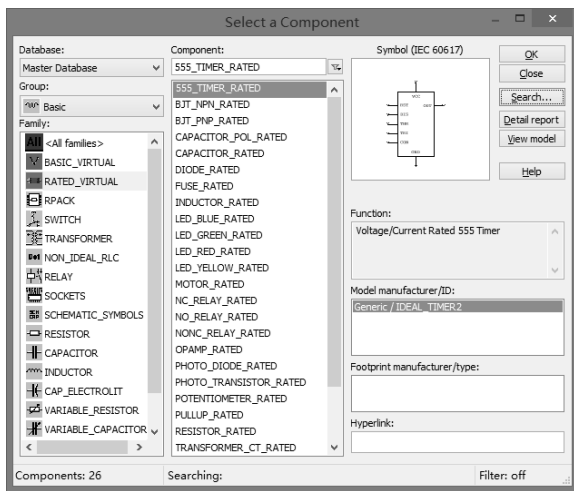 Select a Component
Database:
Master Database
Group:
Basic
Family:
All <All families>
BASIC_VIRTUAL
RATED_VIRTUAL
RPACK
SWITCH
TRANSFORMER
NON_IDEAL_RLC
RELAY
SOCKETS
SCHEMATIC_SYMBOLS
RESISTOR
CAPACITOR
INDUCTOR
CAP_ELECTROLIT
VARIABLE_RESISTOR
VARIABLE_CAPACITOR
Component:
555_TIMER_RATED
555_TIMER_RATED
BJT_NPN_RATED
BJT_PNP_RATED
CAPACITOR_POL_RATED
CAPACITOR_RATED
DIODE_RATED
FUSE_RATED
INDUCTOR_RATED
LED_BLUE_RATED
LED_GREEN_RATED
LED_RED_RATED
LED_YELLOW_RATED
MOTOR_RATED
NC_RELAY_RATED
NO_RELAY_RATED
NONC_RELAY_RATED
OPAMP_RATED
PHOTO_DIODE_RATED
PHOTO_TRANSISTOR_RATED
POTENTIOMETER_RATED
PULLUP_RATED
RESISTOR_RATED
TRANSFORMER_CT_RATED
Symbol (IEC 60617)
VCC
OUT
GND
Function:
Voltage/Current Rated 555 Timer
Model manufacturer/ID:
Generic / IDEAL_TIMER2
Footprint manufacturer/type:
Hyperlink:
OK
Close
Search...
Detail report
View model
Help
Components: 26
Searching:
Filter: off